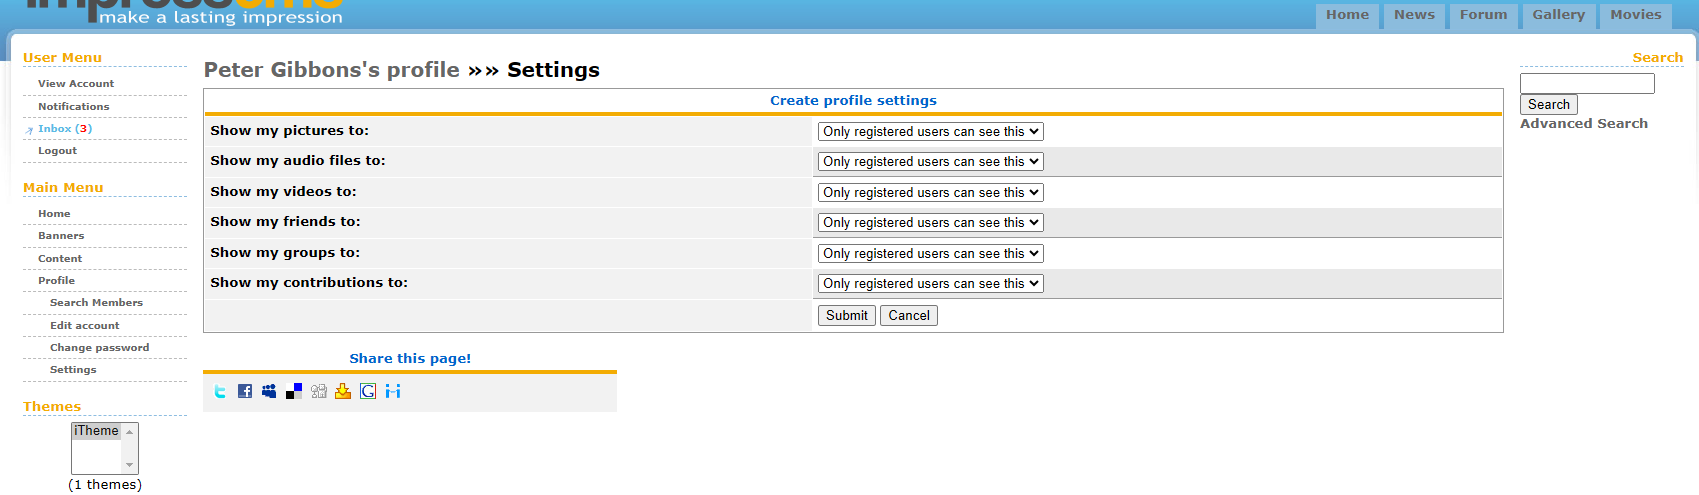 impresscms
make a lasting impression
Home
News
Forum
Gallery
Movies
User Menu
View Account
Notifications
Inbox (3)
Logout
Main Menu
Home
Banners
Content
Profile
Search Members
Edit account
Change password
Settings
Themes
iTheme
(1 themes)
Peter Gibbons's profile »» Settings
Create profile settings
Show my pictures to: Only registered users can see this
Show my audio files to: Only registered users can see this
Show my videos to: Only registered users can see this
Show my friends to: Only registered users can see this
Show my groups to: Only registered users can see this
Show my contributions to: Only registered users can see this
Submit Cancel
Share this page!
Search
Search
Advanced Search